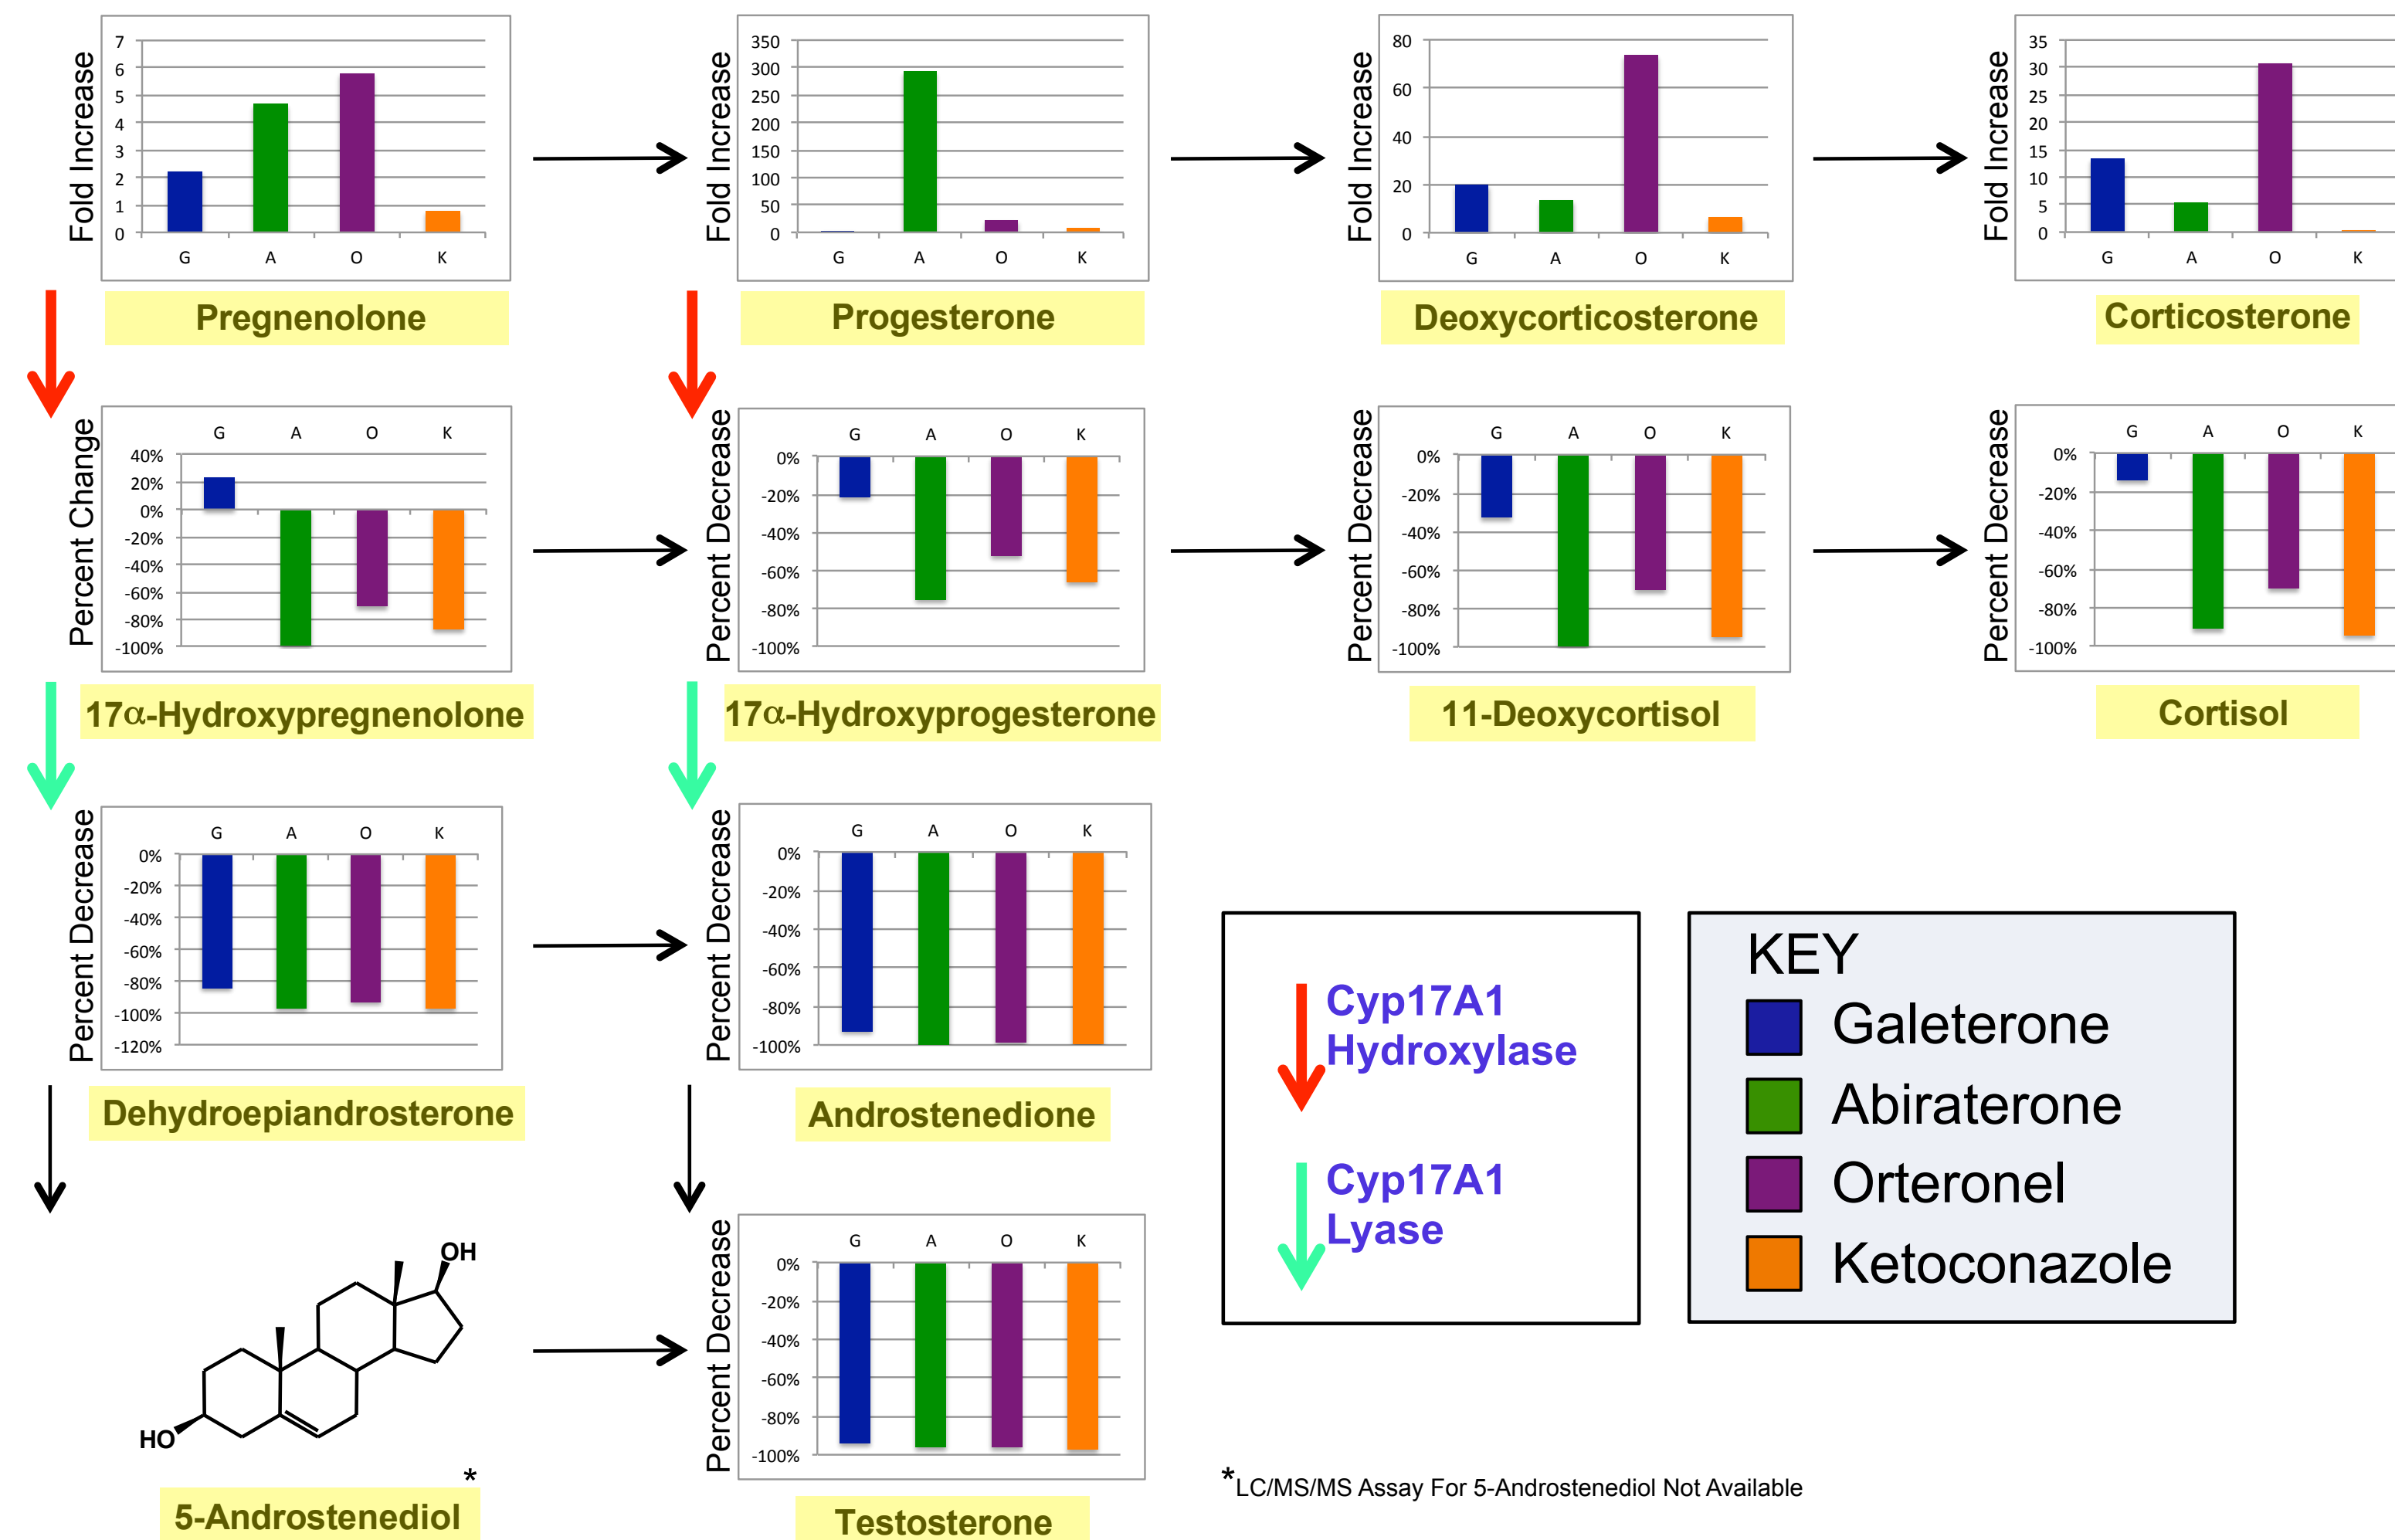 Fold Increase
7
6
5
4
3
2
1
0
G A O K
Pregnenolone
Fold Increase
350
300
250
200
150
100
50
0
G A O K
Progesterone
Fold Increase
80
60
40
20
0
G A O K
Deoxycorticosterone
Fold Increase
35
30
25
20
15
10
5
0
G A O K
Corticosterone
Percent Change
G A O K
40%
20%
0%
-20%
-40%
-60%
-80%
-100%
17α-Hydroxypregnenolone
Percent Decrease
G A O K
0%
-20%
-40%
-60%
-80%
-100%
17α-Hydroxyprogesterone
Percent Decrease
G A O K
0%
-20%
-40%
-60%
-80%
-100%
11-Deoxycortisol
Percent Decrease
G A O K
0%
-20%
-40%
-60%
-80%
-100%
Cortisol
Percent Decrease
G A O K
0%
-20%
-40%
-60%
-80%
-100%
-120%
Dehydroepiandrosterone
Percent Decrease
G A O K
0%
-20%
-40%
-60%
-80%
-100%
Androstenedione
Cyp17A1
Hydroxylase
Cyp17A1
Lyase
KEY
Galeterone
Abiraterone
Orteronel
Ketoconazole
OH
HO
*
5-Androstenediol
Percent Decrease
G A O K
0%
-20%
-40%
-60%
-80%
-100%
Testosterone
*LC/MS/MS Assay For 5-Androstenediol Not Available